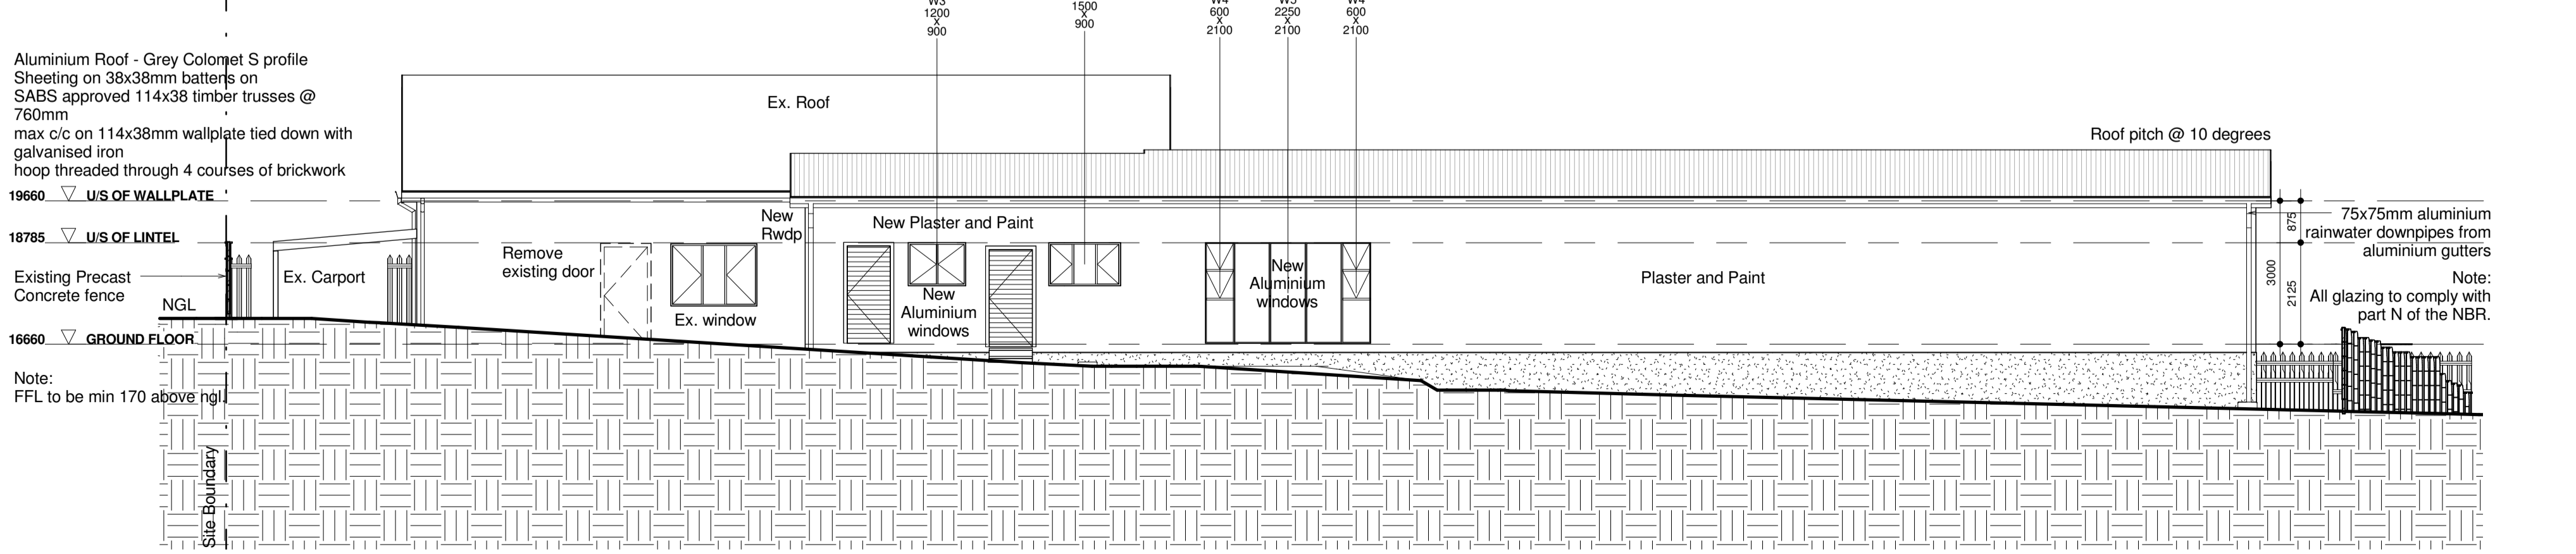 W3
1200
X
900
1500
X
900
W4
600
X
2100
W5
2250
X
2100
W4
600
X
2100
Aluminium Roof - Grey Colomet S profile
Sheeting on 38x38mm battens on
SABS approved 114x38 timber trusses @
760mm
max c/c on 114x38mm wallplate tied down with
galvanised iron
hoop threaded through 4 courses of brickwork
Ex. Roof
Roof pitch @ 10 degrees
19660 U/S OF WALLPLATE
18785 U/S OF LINTEL
New
Rwdp
New Plaster and Paint
Remove
existing door
Existing Precast
Concrete fence
Ex. Carport
NGL
Ex. window
New
Aluminium
windows
New
Aluminium
windows
Plaster and Paint
875
3000
2125
75x75mm aluminium
rainwater downpipes from
aluminium gutters
Note:
All glazing to comply with
part N of the NBR.
16660 GROUND FLOOR
Note:
FFL to be min 170 above ngl.
Site Boundary